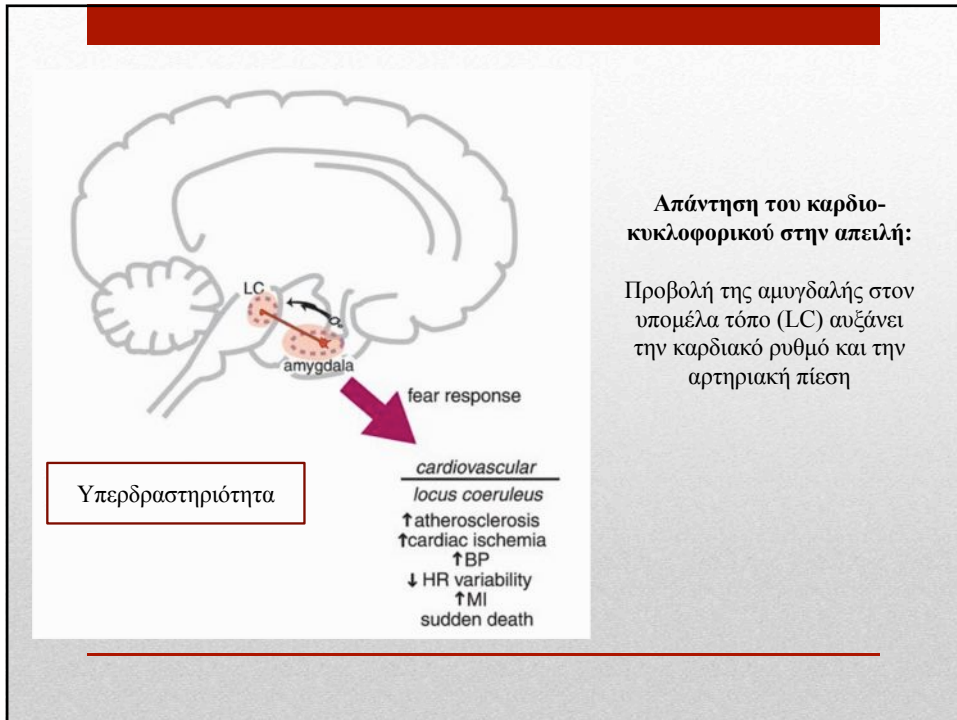 LC
amygdala
fear response
cardiovascular
locus coeruleus
↑atherosclerosis
↑cardiac ischemia
↑BP
↓ HR variability
↑MI
sudden death
Υπερδραστηριότητα
Απάντηση του καρδιο-
κυκλοφορικού στην απειλή:
Προβολή της αμυγδαλής στον
υπομέλα τόπο (LC) αυξάνει
την καρδιακό ρυθμό και την
αρτηριακή πίεση